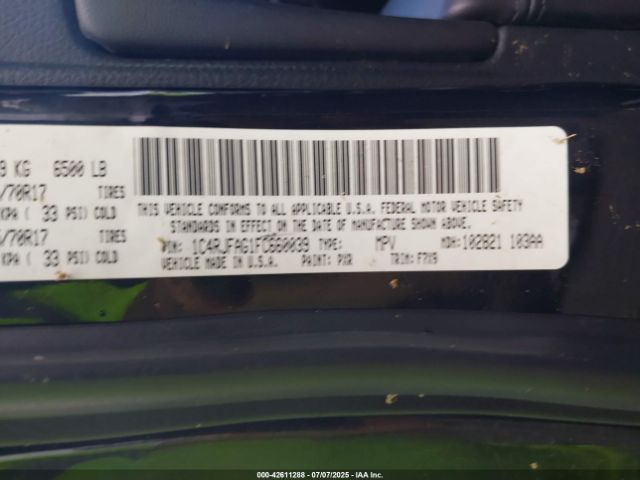 9 KG 6500 LB
/70R17 TIRES
KPA ( 33 PSI) COLD
/70R17 TIRES
KPA ( 33 PSI) COLD
THIS VEHICLE CONFORMS TO ALL APPLICABLE U.S.A. FEDERAL MOTOR VEHICLE SAFETY
STANDARDS IN EFFECT ON THE DATE OF MANUFACTURE SHOWN ABOVE.
VIN: 1C4RJFAG1FC660039 TYPE: MPV MDH: 102821 103AA
VEHICLE MADE IN U.S.A. PAINT: PXR TRIM: F7X9
000-42611288 - 07/07/2025 - IAA Inc.